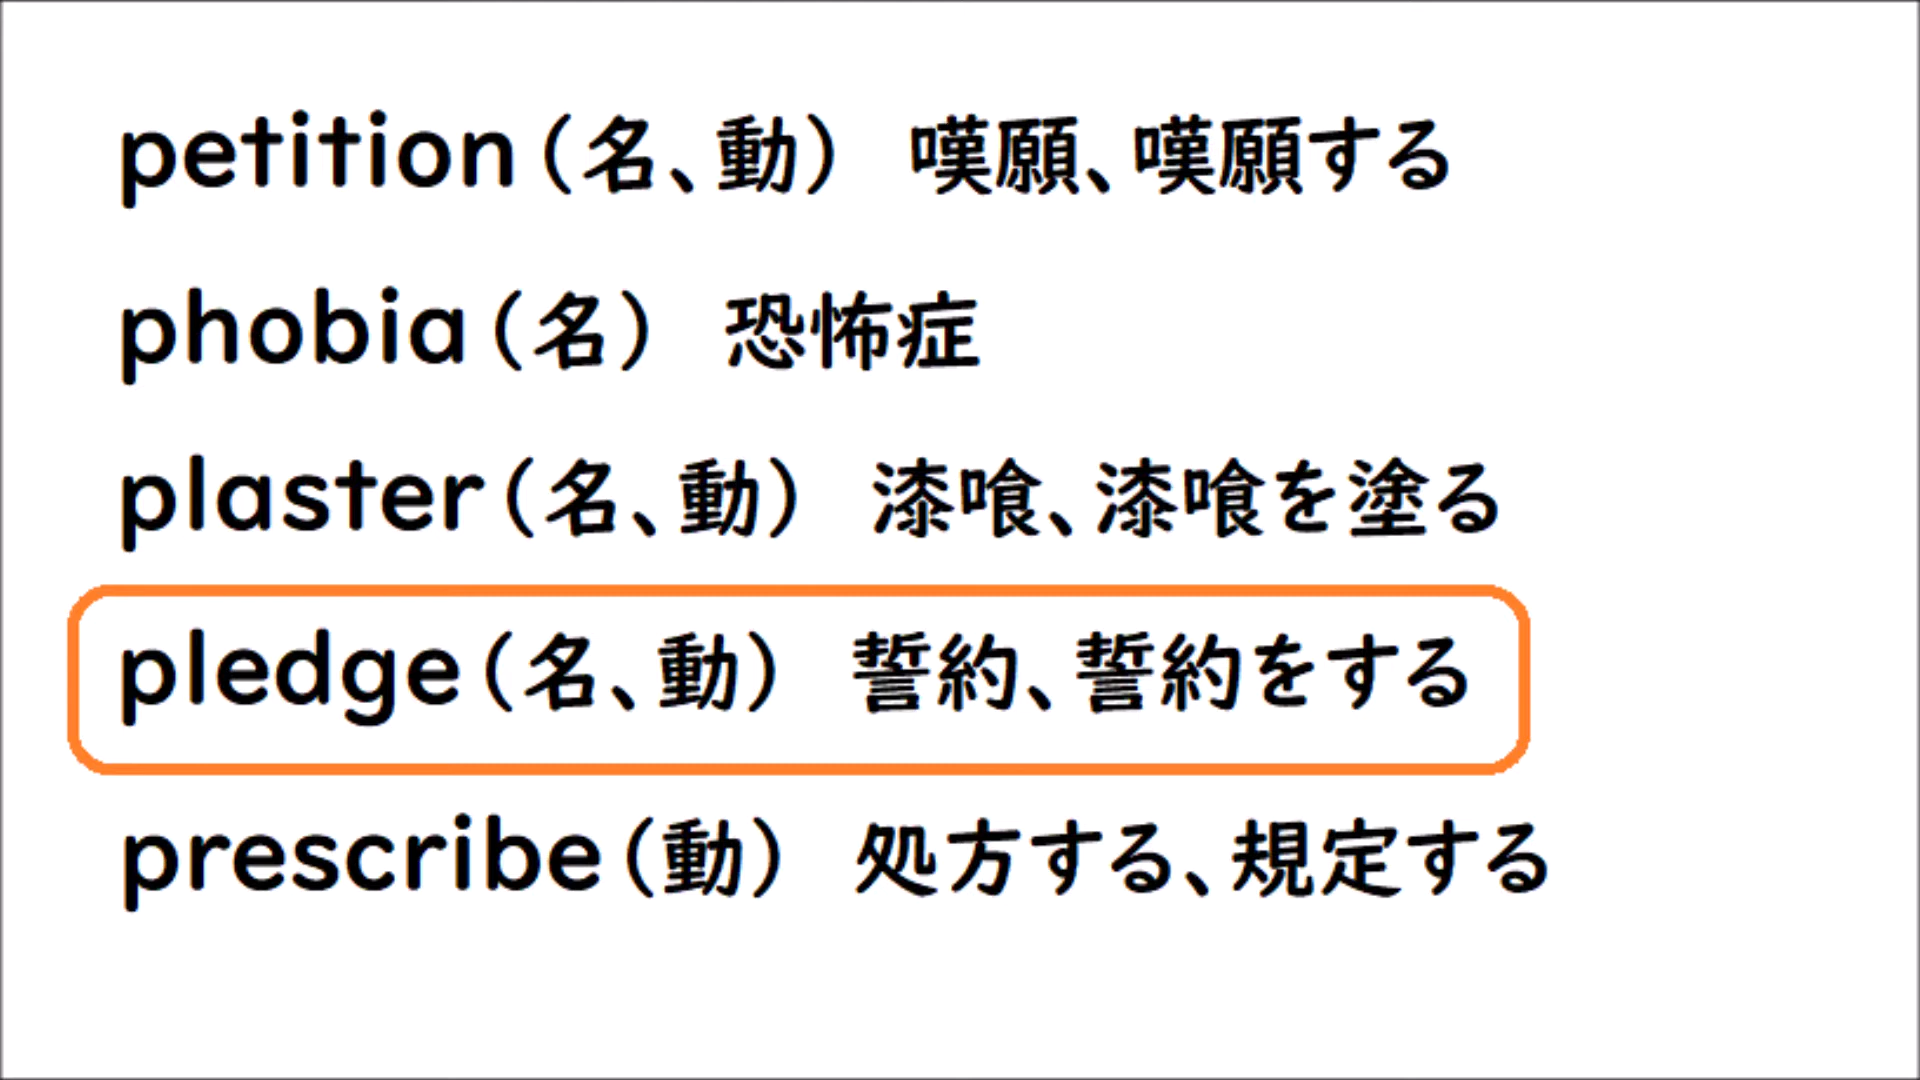 petition（名、動）　嘆願、嘆願する
phobia（名）　恐怖症
plaster（名、動）　漆喰、漆喰を塗る
pledge（名、動）　誓約、誓約をする
prescribe（動）　処方する、規定する